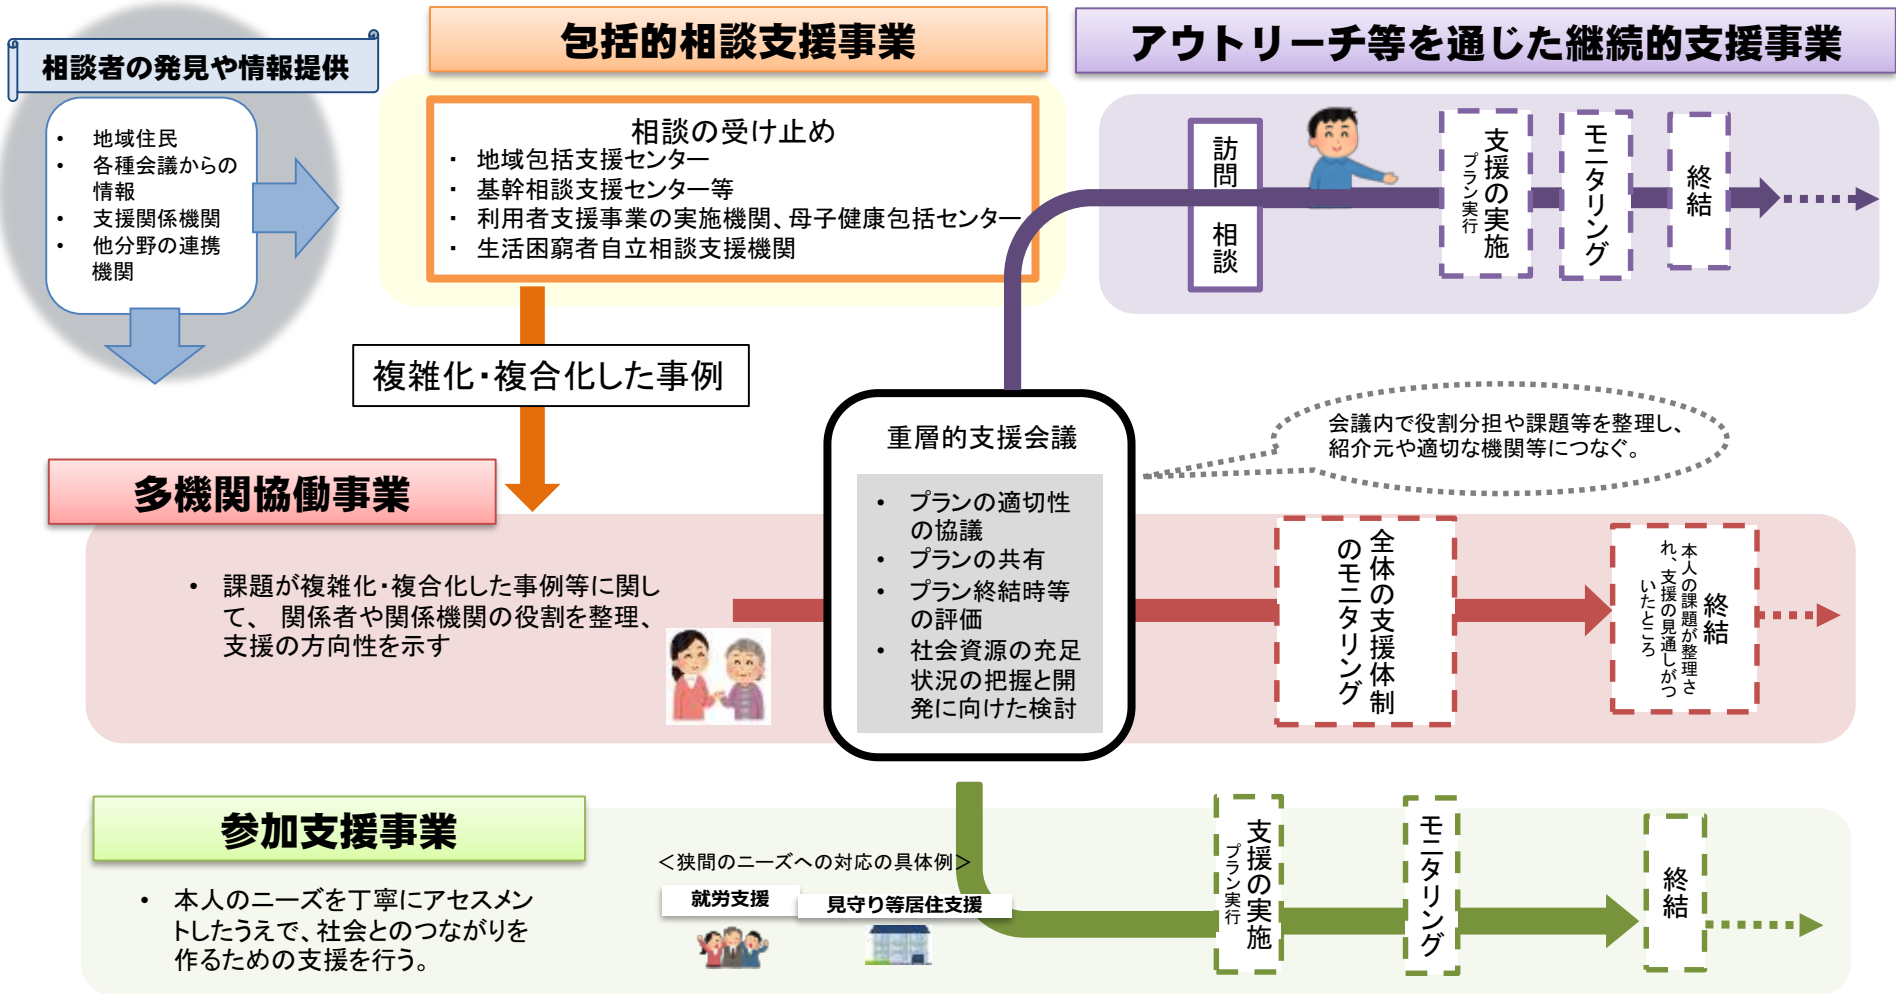 相談者の発見や情報提供
• 地域住民
• 各種会議からの
情報
• 支援関係機関
• 他分野の連携
機関
包括的相談支援事業
相談の受け止め
・ 地域包括支援センター
・ 基幹相談支援センター等
・ 利用者支援事業の実施機関、母子健康包括センター
・ 生活困窮者自立相談支援機関
複雑化・複合化した事例
アウトリーチ等を通じた継続的支援事業
訪問 相談
支援の実施
プラン実行
モニタリング
終結
重層的支援会議
• プランの適切性
の協議
• プランの共有
• プラン終結時等
の評価
• 社会資源の充足
状況の把握と開
発に向けた検討
会議内で役割分担や課題等を整理し、
紹介元や適切な機関等につなぐ。
多機関協働事業
• 課題が複雑化・複合化した事例等に関し
て、 関係者や関係機関の役割を整理、
支援の方向性を示す
全体の支援体制
のモニタリング
終結
本人の課題が整理さ
れ、支援の見通しがつ
いたところ
参加支援事業
• 本人のニーズを丁寧にアセスメン
トしたうえで、社会とのつながりを
作るための支援を行う。
＜狭間のニーズへの対応の具体例＞
就労支援
見守り等居住支援
支援の実施
プラン実行
モニタリング
終結